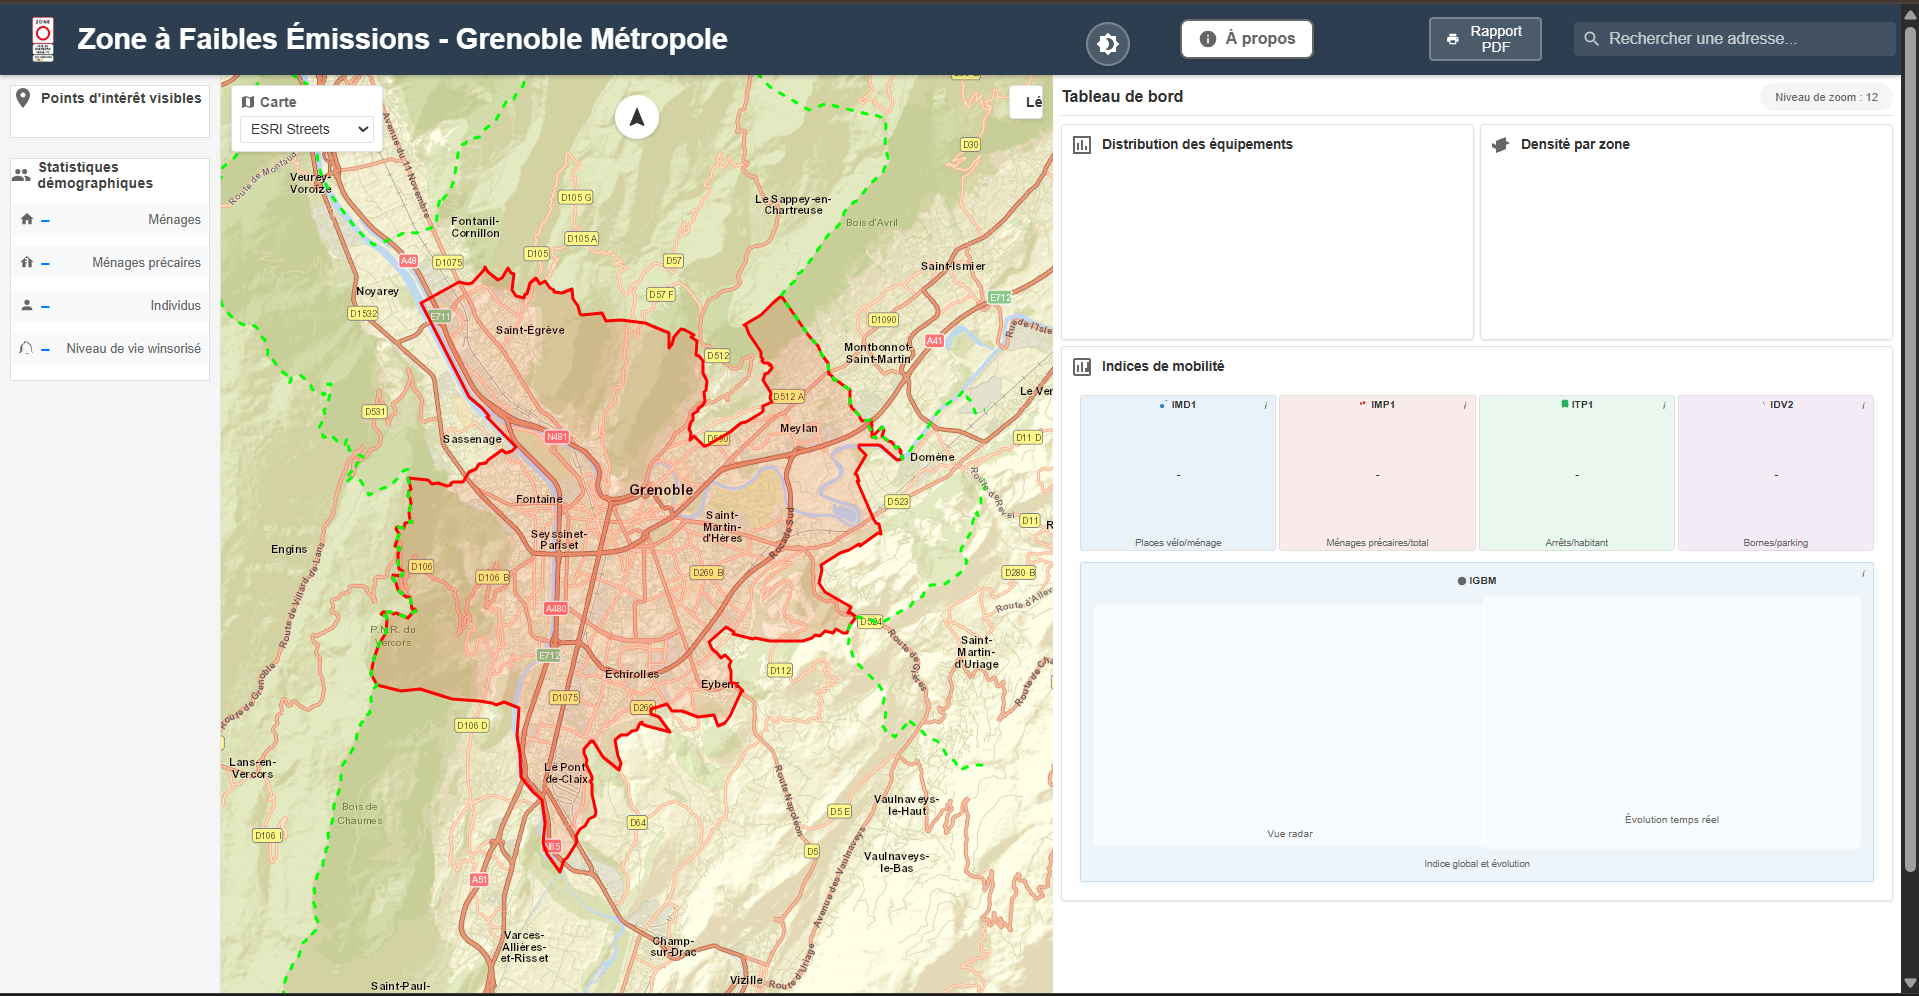 ZONE
Zone à Faibles Émissions - Grenoble Métropole
À propos
Rapport
PDF
Rechercher une adresse...
Points d'intérêt visibles
Statistiques
démographiques
Ménages
Ménages précaires
Individus
Niveau de vie winsorisé
Carte
ESRI Streets
Lé
Avenue du 11 Novembre
Route de Montaud
D30
Veurey-
Voroize
D105 G
Le Sappey-en-
Chartreuse
Fontanil-
Cornillon
Bois d'Avril
D105 A
D105
A48
D1075
D57
Saint-Ismier
Noyarey
D57 F
E712
D1532
E711
Saint-Égrève
D1090
Rue de l'Isle
A41
Montbonnot-
Saint-Martin
D512
Le Ver
D512 A
D531
Meylan
Sassenage
N481
D590
D11 D
Domène
Route de Revel
Grenoble
Fontaine
D523
Saint-
Martin-
d'Hères
D11
R
Rocade Sud
Seyssinet-
Pariset
Engins
Route de Villard-de-Lans
D106
D106 B
D269 B
D280 B
A480
Route d'Allev
P.N.R. du
Vercors
D524
Route de Grenoble
E712
Saint-
Martin-
d'Uriage
Échirolles
D112
Eybens
Route de Ch
D1075
D269
D106 D
Lans-en-
Vercors
Le Pont
de-Claix
Route Napoléon
Vaulnaveys-
le-Haut
Bois de
Chaumes
D5 E
D64
D106 I
N85
D5
Vaulnaveys-
le-Bas
Avenue des Vaulnaveys
A51
Varces-
Allières-
et-Risset
Champ-
sur-Drac
Route d'Uriage
Vizille
Saint-Paul-
Tableau de bord
Niveau de zoom : 12
Distribution des équipements
Densité par zone
Indices de mobilité
IMD1 i
-
Places vélo/ménage
IMP1 i
-
Ménages précaires/total
ITP1 i
-
Arrêts/habitant
IDV2 i
-
Bornes/parking
IGBM i
Vue radar
Évolution temps réel
Indice global et évolution